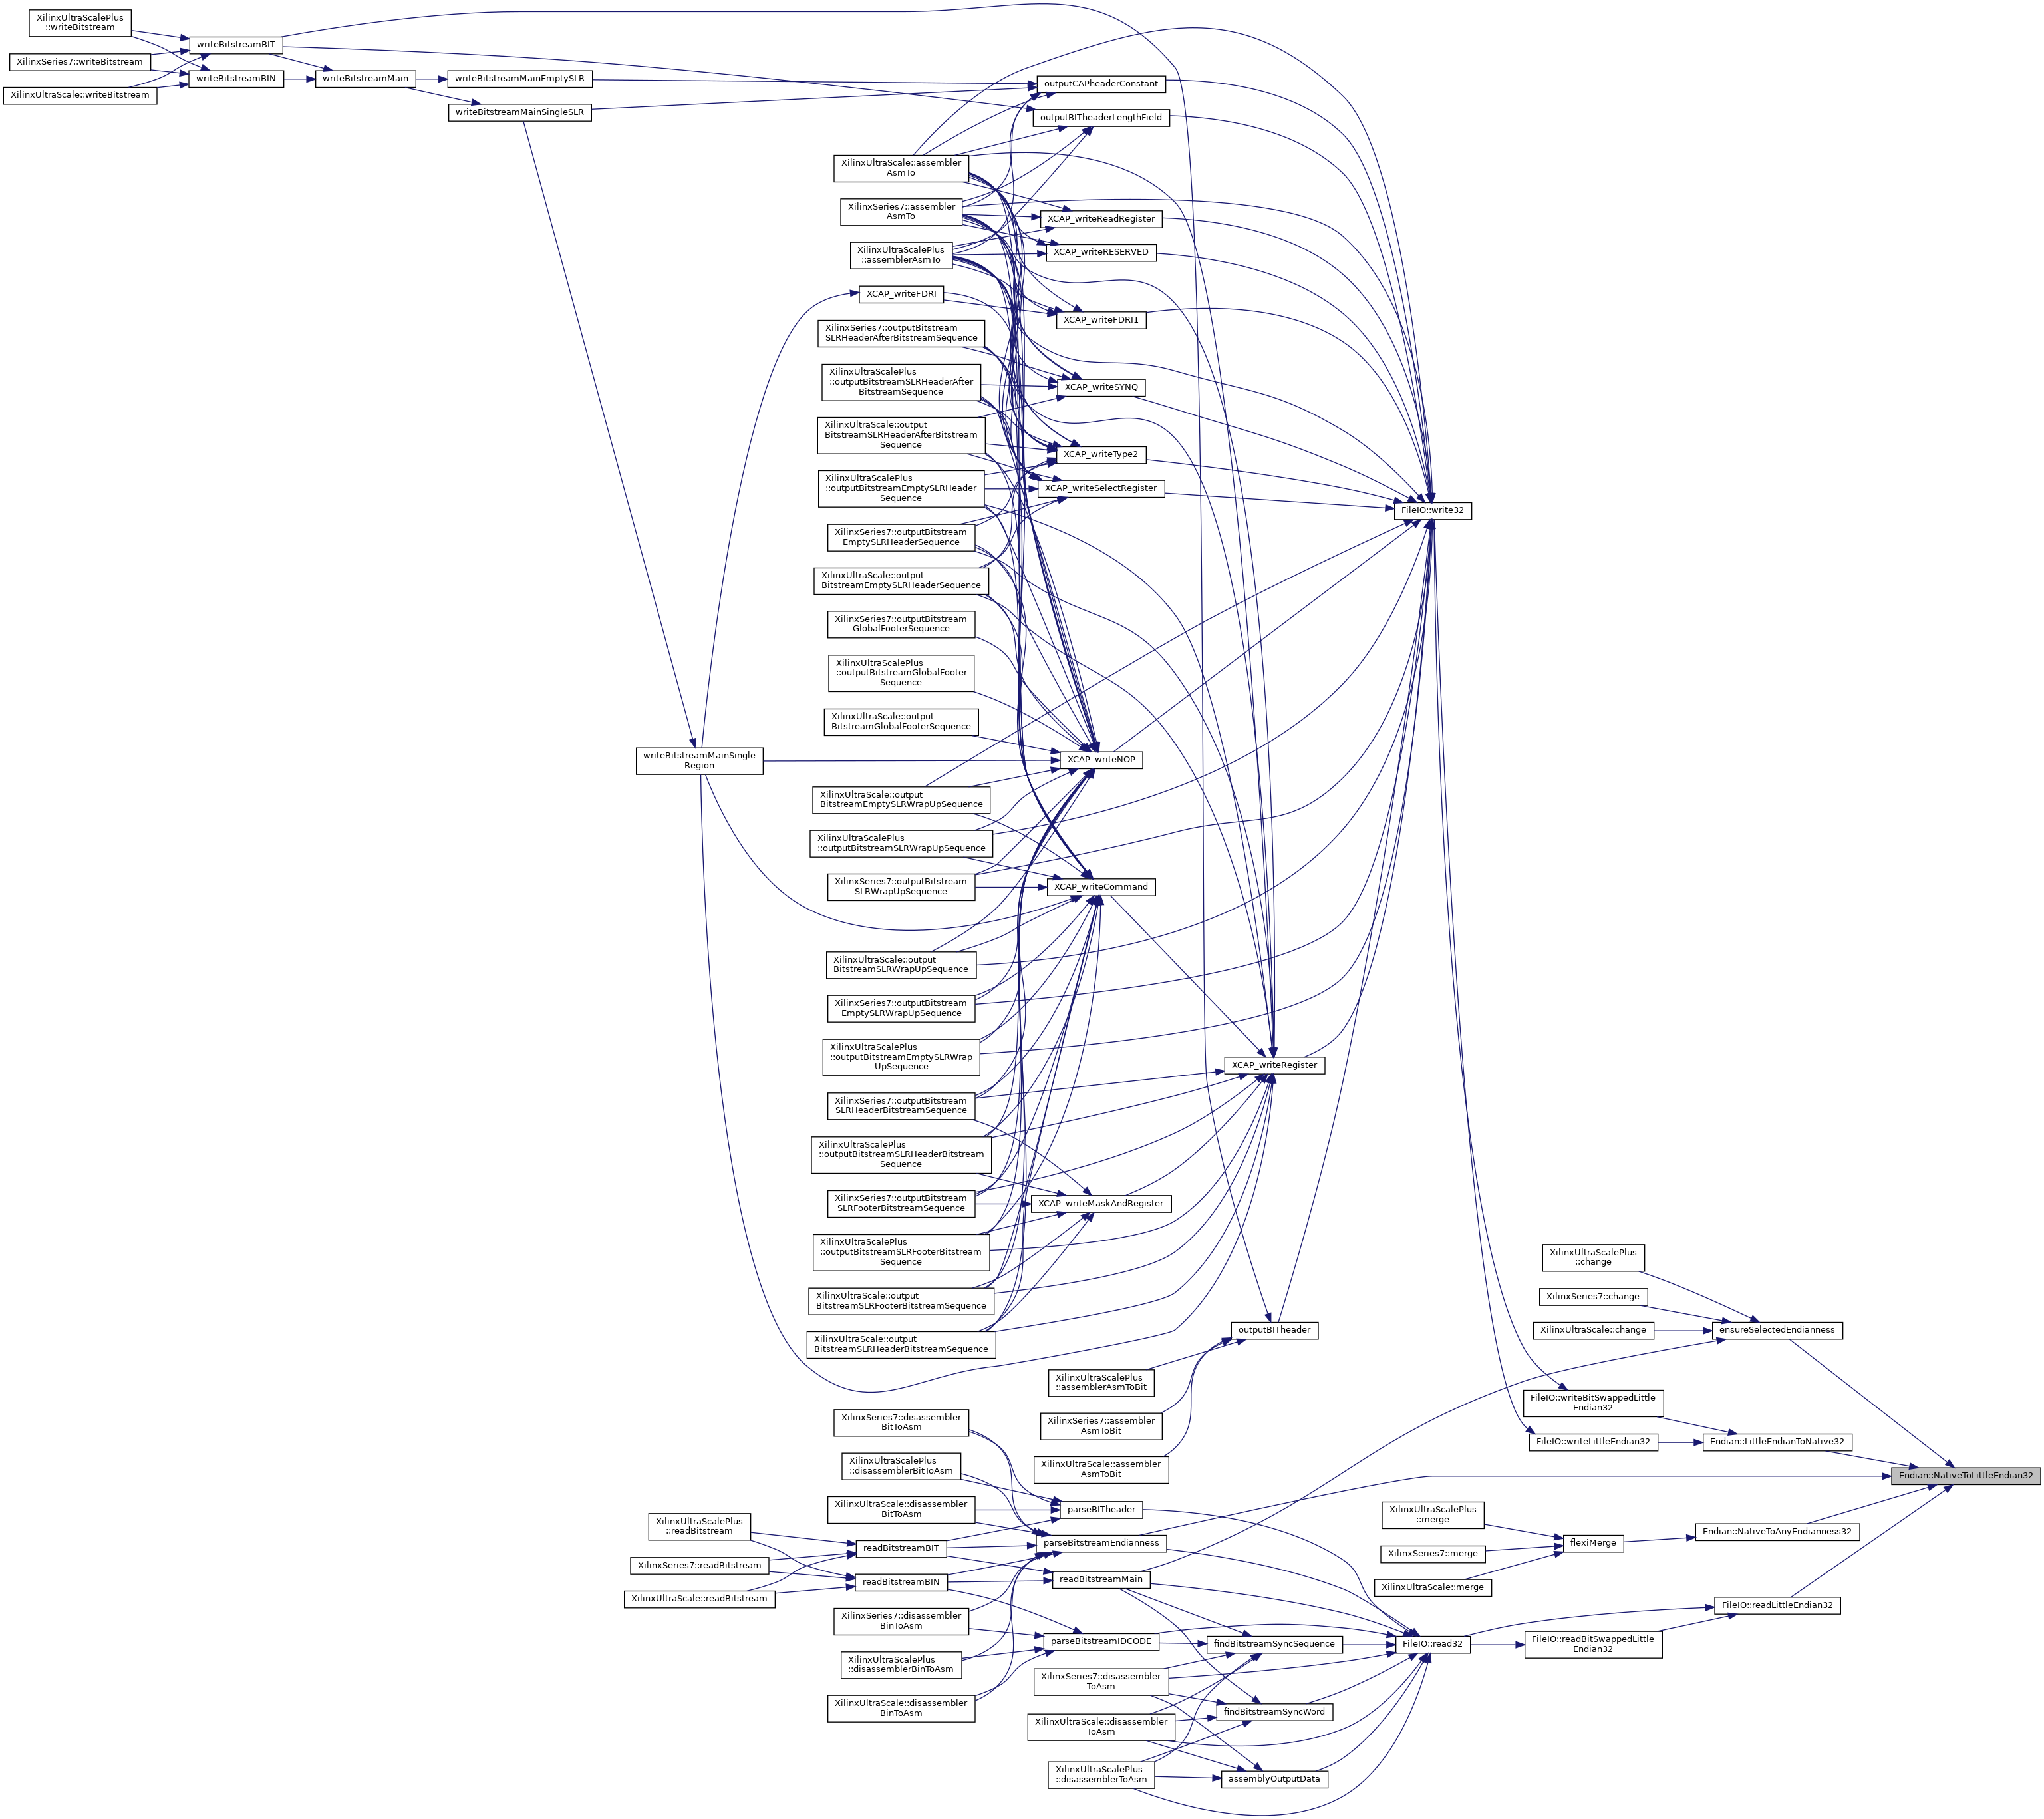 XilinxUltraScalePlus
::writeBitstream
XilinxSeries7::writeBitstream
XilinxUltraScale::writeBitstream
writeBitstreamBIT
writeBitstreamBIN
writeBitstreamMain
writeBitstreamMainEmptySLR
writeBitstreamMainSingleSLR
outputCAPheaderConstant
outputBITheaderLengthField
XilinxUltraScale::assembler
AsmTo
XilinxSeries7::assembler
AsmTo
XilinxUltraScalePlus
::assemblerAsmTo
XCAP_writeReadRegister
XCAP_writeRESERVED
XCAP_writeFDRI
XCAP_writeFDRI1
XilinxSeries7::outputBitstream
SLRHeaderAfterBitstreamSequence
XilinxUltraScalePlus
::outputBitstreamSLRHeaderAfter
BitstreamSequence
XilinxUltraScale::output
BitstreamSLRHeaderAfterBitstream
Sequence
XilinxUltraScalePlus
::outputBitstreamEmptySLRHeader
Sequence
XilinxSeries7::outputBitstream
EmptySLRHeaderSequence
XilinxUltraScale::output
BitstreamEmptySLRHeaderSequence
XilinxSeries7::outputBitstream
GlobalFooterSequence
XilinxUltraScalePlus
::outputBitstreamGlobalFooter
Sequence
XilinxUltraScale::output
BitstreamGlobalFooterSequence
XCAP_writeSYNQ
XCAP_writeType2
XCAP_writeSelectRegister
FileIO::write32
writeBitstreamMainSingle
Region
XCAP_writeNOP
XilinxUltraScale::output
BitstreamEmptySLRWrapUpSequence
XilinxUltraScalePlus
::outputBitstreamSLRWrapUpSequence
XilinxSeries7::outputBitstream
SLRWrapUpSequence
XCAP_writeCommand
XilinxUltraScale::output
BitstreamSLRWrapUpSequence
XilinxSeries7::outputBitstream
EmptySLRWrapUpSequence
XilinxUltraScalePlus
::outputBitstreamEmptySLRWrap
UpSequence
XCAP_writeRegister
XilinxSeries7::outputBitstream
SLRHeaderBitstreamSequence
XilinxUltraScalePlus
::outputBitstreamSLRHeaderBitstream
Sequence
XilinxSeries7::outputBitstream
SLRFooterBitstreamSequence
XCAP_writeMaskAndRegister
XilinxUltraScalePlus
::outputBitstreamSLRFooterBitstream
Sequence
XilinxUltraScale::output
BitstreamSLRFooterBitstreamSequence
XilinxUltraScale::output
BitstreamSLRHeaderBitstreamSequence
outputBITheader
XilinxUltraScalePlus
::assemblerAsmToBit
XilinxSeries7::assembler
AsmToBit
XilinxUltraScale::assembler
AsmToBit
XilinxUltraScalePlus
::change
XilinxSeries7::change
XilinxUltraScale::change
ensureSelectedEndianness
FileIO::writeBitSwappedLittle
Endian32
FileIO::writeLittleEndian32
Endian::LittleEndianToNative32
Endian::NativeToLittleEndian32
XilinxSeries7::disassembler
BitToAsm
XilinxUltraScalePlus
::disassemblerBitToAsm
XilinxUltraScale::disassembler
BitToAsm
parseBITheader
parseBitstreamEndianness
XilinxUltraScalePlus
::readBitstream
XilinxSeries7::readBitstream
XilinxUltraScale::readBitstream
readBitstreamBIT
readBitstreamBIN
readBitstreamMain
XilinxSeries7::disassembler
BinToAsm
XilinxUltraScalePlus
::disassemblerBinToAsm
XilinxUltraScale::disassembler
BinToAsm
parseBitstreamIDCODE
findBitstreamSyncSequence
FileIO::read32
XilinxSeries7::disassembler
ToAsm
XilinxUltraScale::disassembler
ToAsm
XilinxUltraScalePlus
::disassemblerToAsm
findBitstreamSyncWord
assemblyOutputData
XilinxUltraScalePlus
::merge
XilinxSeries7::merge
XilinxUltraScale::merge
flexiMerge
Endian::NativeToAnyEndianness32
FileIO::readLittleEndian32
FileIO::readBitSwappedLittle
Endian32